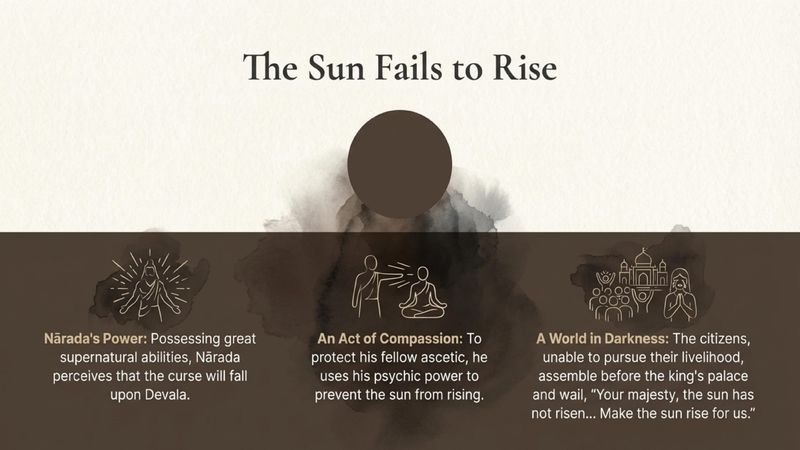 The Sun Fails to Rise
Nārada's Power: Possessing great
supernatural abilities, Nārada
perceives that the curse will fall
upon Devala.
An Act of Compassion: To
protect his fellow ascetic, he
uses his psychic power to
prevent the sun from rising.
A World in Darkness: The citizens,
unable to pursue their livelihood,
assemble before the king's palace
and wail, “Your majesty, the sun has
not risen... Make the sun rise for us.”